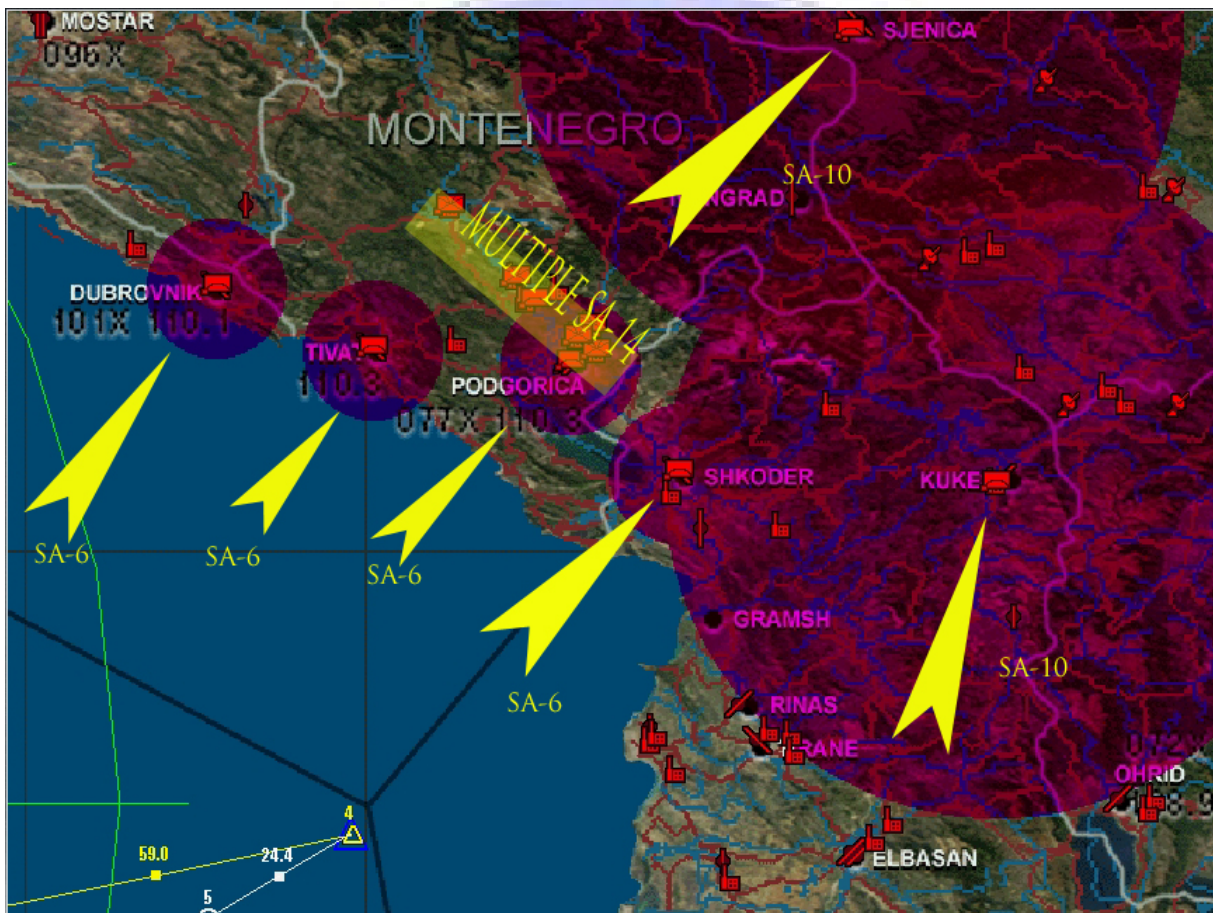 MOSTAR
096X
SJENICA
MONTENEGRO
SA-10
NGRAD
MULTIPLE SA-14
DUBROVNIK
101X 110.1
TIVAT
110.3
PODGORICA
077X 110.3
SHKODER
KUKE
SA-6
SA-6
SA-6
GRAMSH
SA-10
SA-6
RINAS
RANE
OHRID
4
59.0
24.4
ELBASAN
5